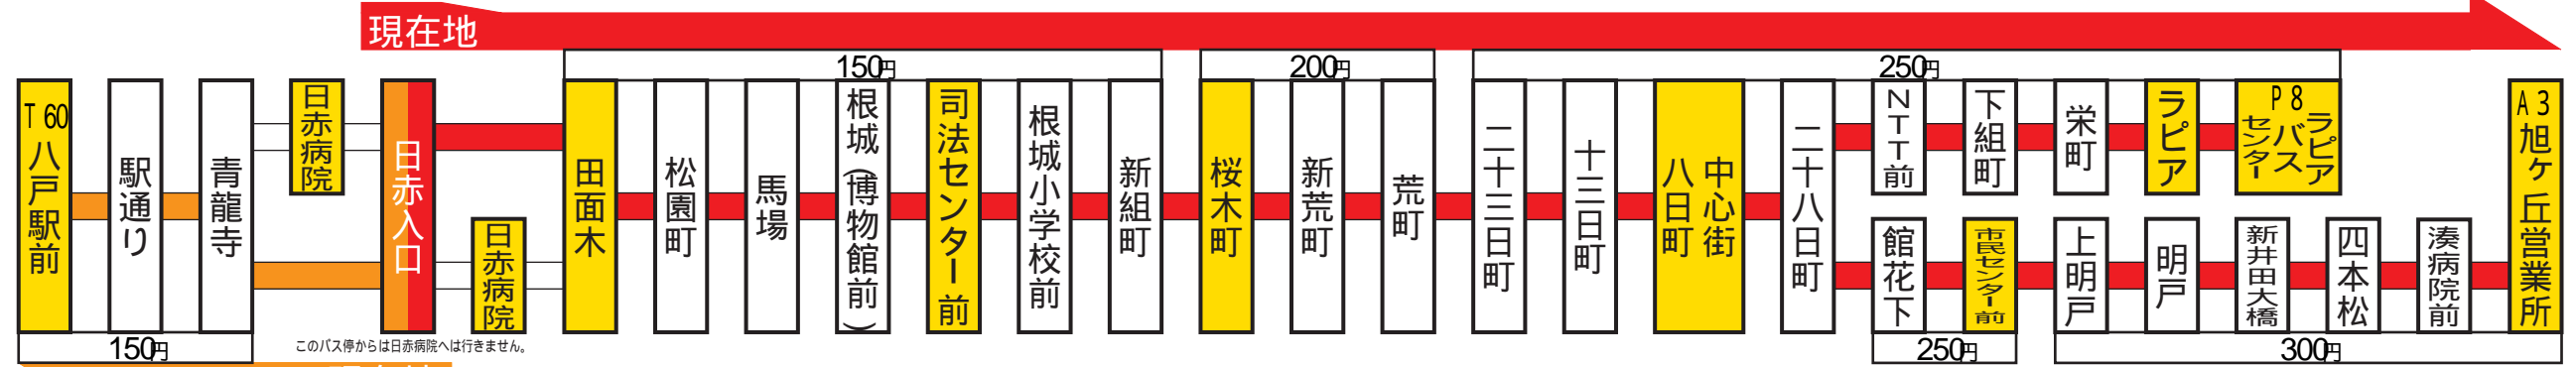 現在地
150円
200円
250円
T60
八戸駅前
駅通り
青龍寺
日赤病院
日赤入口
日赤病院
田面木
松園町
馬場
根城(博物館前)
司法センター前
根城小学校前
新組町
桜木町
新荒町
荒町
二十三日町
十三日町
中心街
八日町
二十八日町
NTT前
下組町
栄町
ラピア
P8
ラピア
バス
センター
館花下
市民センター前
上明戸
明戸
新井田大橋
四本松
湊病院前
A3
旭ヶ丘営業所
150円
このバス停からは日赤病院へは行きません。
250円
300円